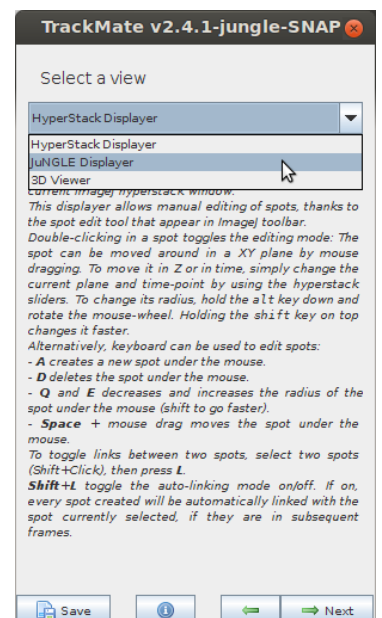 TrackMate v2.4.1-jungle-SNAP
Select a view
HyperStack Displayer
HyperStack Displayer
JuNGLE Displayer
3D Viewer
current ImageJ hyperstack window.
This displayer allows manual editing of spots, thanks to
the spot edit tool that appear in ImageJ toolbar.
Double-clicking in a spot toggles the editing mode: The
spot can be moved around in a XY plane by mouse
dragging. To move it in Z or in time, simply change the
current plane and time-point by using the hyperstack
sliders. To change its radius, hold the alt key down and
rotate the mouse-wheel. Holding the shift key on top
changes it faster.
Alternatively, keyboard can be used to edit spots:
- A creates a new spot under the mouse.
- D deletes the spot under the mouse.
- Q and E decreases and increases the radius of the
spot under the mouse (shift to go faster).
- Space + mouse drag moves the spot under the
mouse.
To toggle links between two spots, select two spots
(Shift+Click), then press L.
Shift+L toggle the auto-linking mode on/off. If on,
every spot created will be automatically linked with the
spot currently selected, if they are in subsequent
frames.
Save
Next